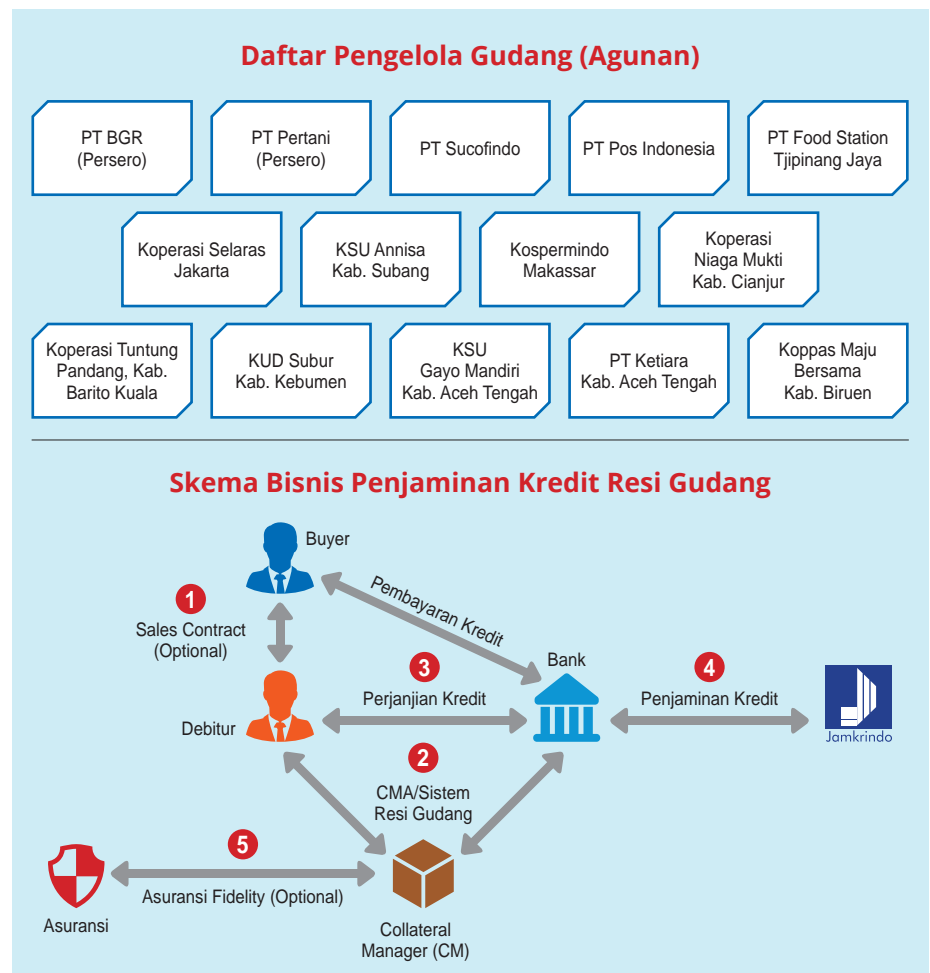 Daftar Pengelola Gudang (Agunan)
PT BGR
(Persero)
PT Pertani
(Persero)
PT Sucofindo
PT Pos Indonesia
PT Food Station
Tjipinang Jaya
Koperasi Selaras
Jakarta
KSU Annisa
Kab. Subang
Kospermindo
Makassar
Koperasi
Niaga Mukti
Kab. Cianjur
Koperasi Tuntung
Pandang, Kab.
Barito Kuala
KUD Subur
Kab. Kebumen
KSU
Gayo Mandiri
Kab. Aceh Tengah
PT Ketiara
Kab. Aceh Tengah
Koppas Maju
Bersama
Kab. Biruen
Skema Bisnis Penjaminan Kredit Resi Gudang
Buyer
1
Sales Contract
(Optional)
Pembayaran Kredit
Debitur
3
Perjanjian Kredit
Bank
4
Penjaminan Kredit
Jamkrindo
2
CMA/Sistem
Resi Gudang
5
Asuransi Fidelity (Optional)
Asuransi
Collateral
Manager (CM)